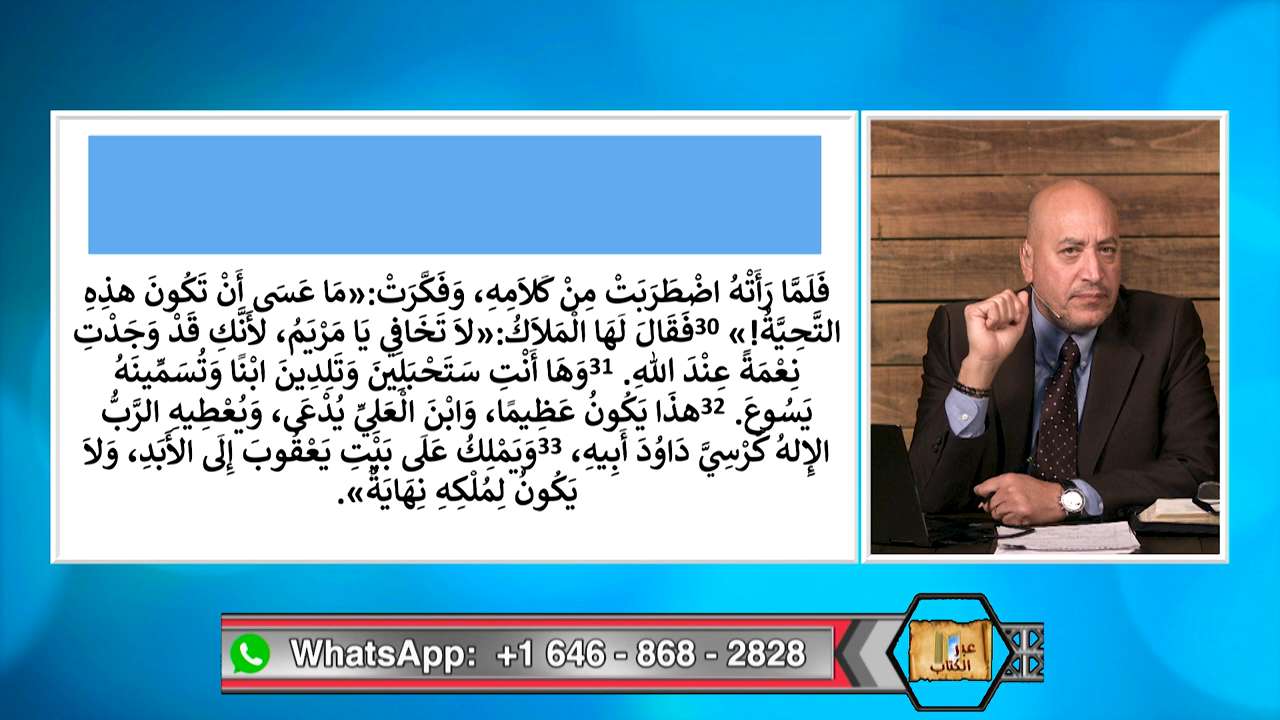 فَلَمَّا رَأَتْهُ اضْطَرَبَتْ مِنْ كَلاَمِهِ، وَفَكَّرَتْ:«مَا عَسَى أَنْ تَكُونَ هذِهِ
التَّحِيَّةُ!» 30فَقَالَ لَهَا الْمَلاَكُ:«لاَ تَخَافِي يَا مَرْيَمُ، لأَنَّكِ قَدْ وَجَدْتِ
نِعْمَةً عِنْدَ اللهِ. 31وَهَا أَنْتِ سَتَحْبَلِينَ وَتَلِدِينَ ابْنًا وَتُسَمِّينَهُ
يَسُوعَ. 32هذَا يَكُونُ عَظِيمًا، وَابْنَ الْعَلِيِّ يُدْعَى، وَيُعْطِيهِ الرَّبُّ
الإِلهُ كُرْسِيَّ دَاوُدَ أَبِيهِ، 33وَيَمْلِكُ عَلَى بَيْتِ يَعْقُوبَ إِلَى الأَبَدِ، وَلاَ
يَكُونُ لِمُلْكِهِ نِهَايَةٌ».
WhatsApp: +1 646 - 868 - 2828
عبر
الكتاب